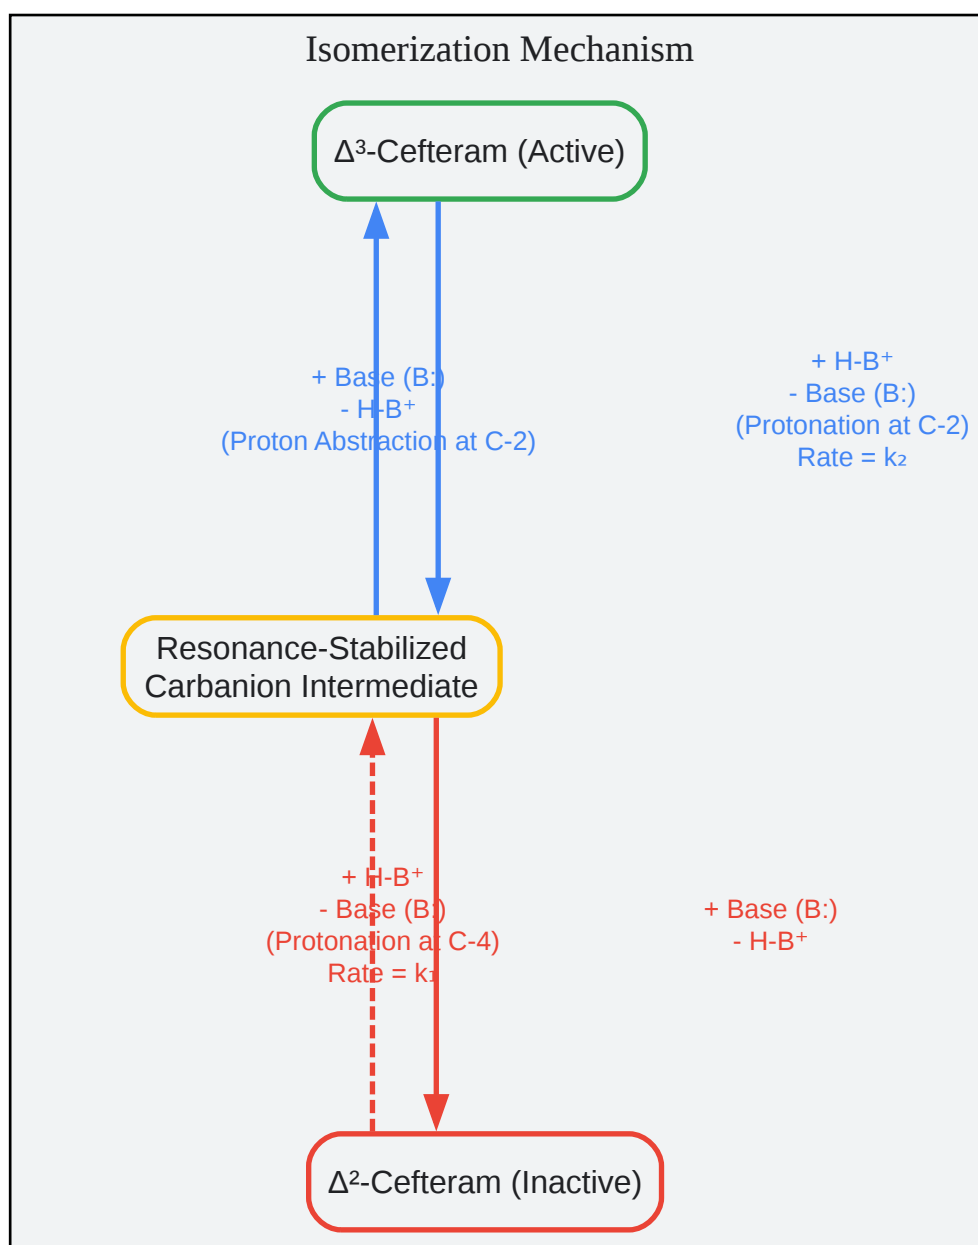 Isomerization Mechanism
Δ³-Cefteram (Active)
+ Base (B:)
- H-B⁺
(Proton Abstraction at C-2)
+ H-B⁺
- Base (B:)
(Protonation at C-2)
Rate = k₂
Resonance-Stabilized
Carbanion Intermediate
+ H-B⁺
- Base (B:)
(Protonation at C-4)
Rate = k₁
+ Base (B:)
- H-B⁺
Δ²-Cefteram (Inactive)